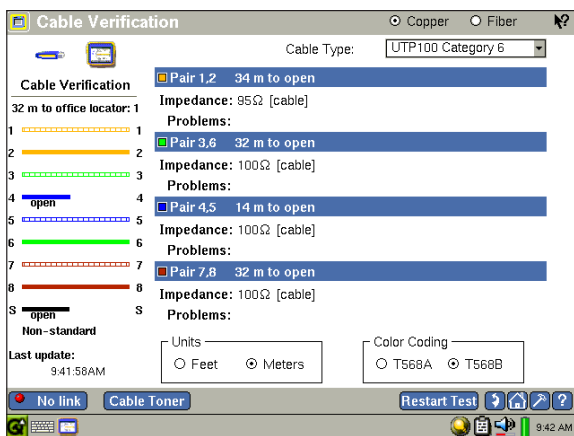 Cable Verification
Copper
Fiber
Cable Type:
UTP100 Category 6
Cable Verification
32 m to office locator: 1
1 1
2 2
3 3
4 open 4
5 5
6 6
7 7
8 8
S open S
Non-standard
Last update:
9:41:58AM
Pair 1,2 34 m to open
Impedance: 95Ω [cable]
Problems:
Pair 3,6 32 m to open
Impedance: 100Ω [cable]
Problems:
Pair 4,5 14 m to open
Impedance: 100Ω [cable]
Problems:
Pair 7,8 32 m to open
Impedance: 100Ω [cable]
Problems:
Units
Feet Meters
Color Coding
T568A T568B
No link
Cable Toner
Restart Test
?
9:42 AM